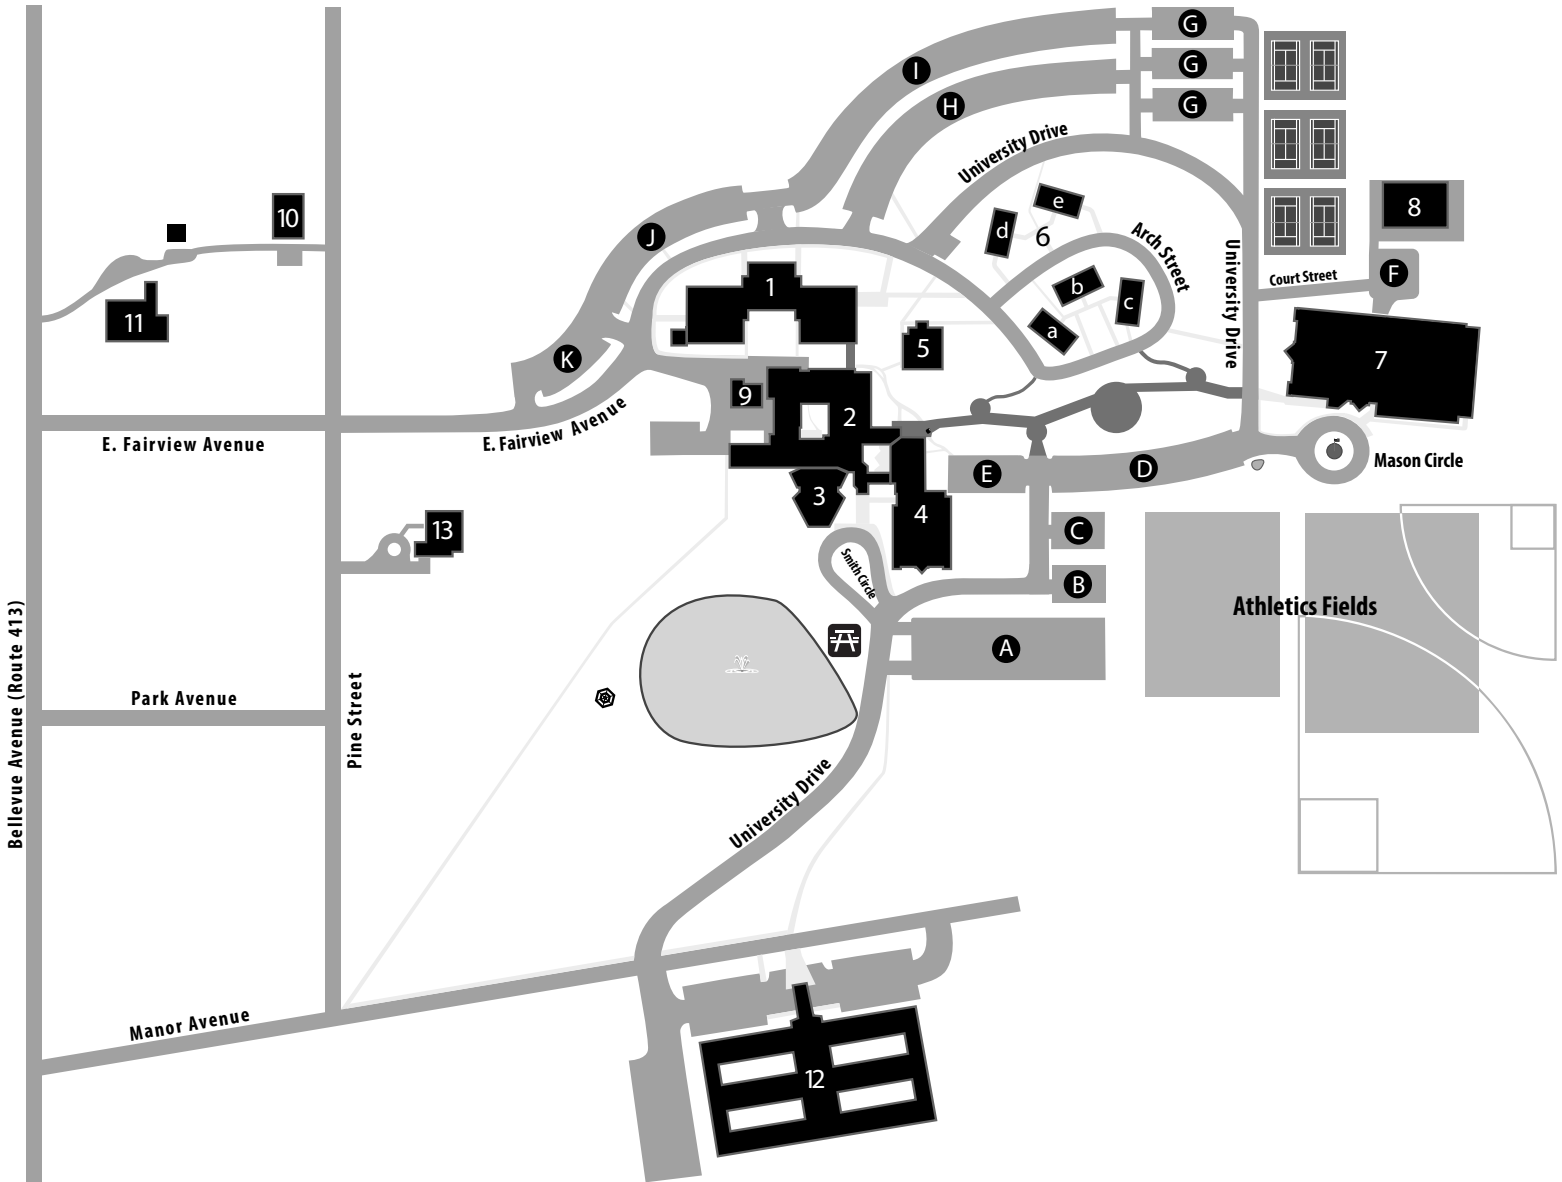 G
I
G
H
G
University Drive
e
10
8
d
6
J
Arch Street
University Drive
Court Street
F
1
b
c
11
a
5
K
7
9
2
E. Fairview Avenue
E. Fairview Avenue
Mason Circle
D
E
3
4
13
C
Smith Circle
B
Athletics Fields
A
Bellevue Avenue (Route 413)
Park Avenue
Pine Street
University Drive
Manor Avenue
12